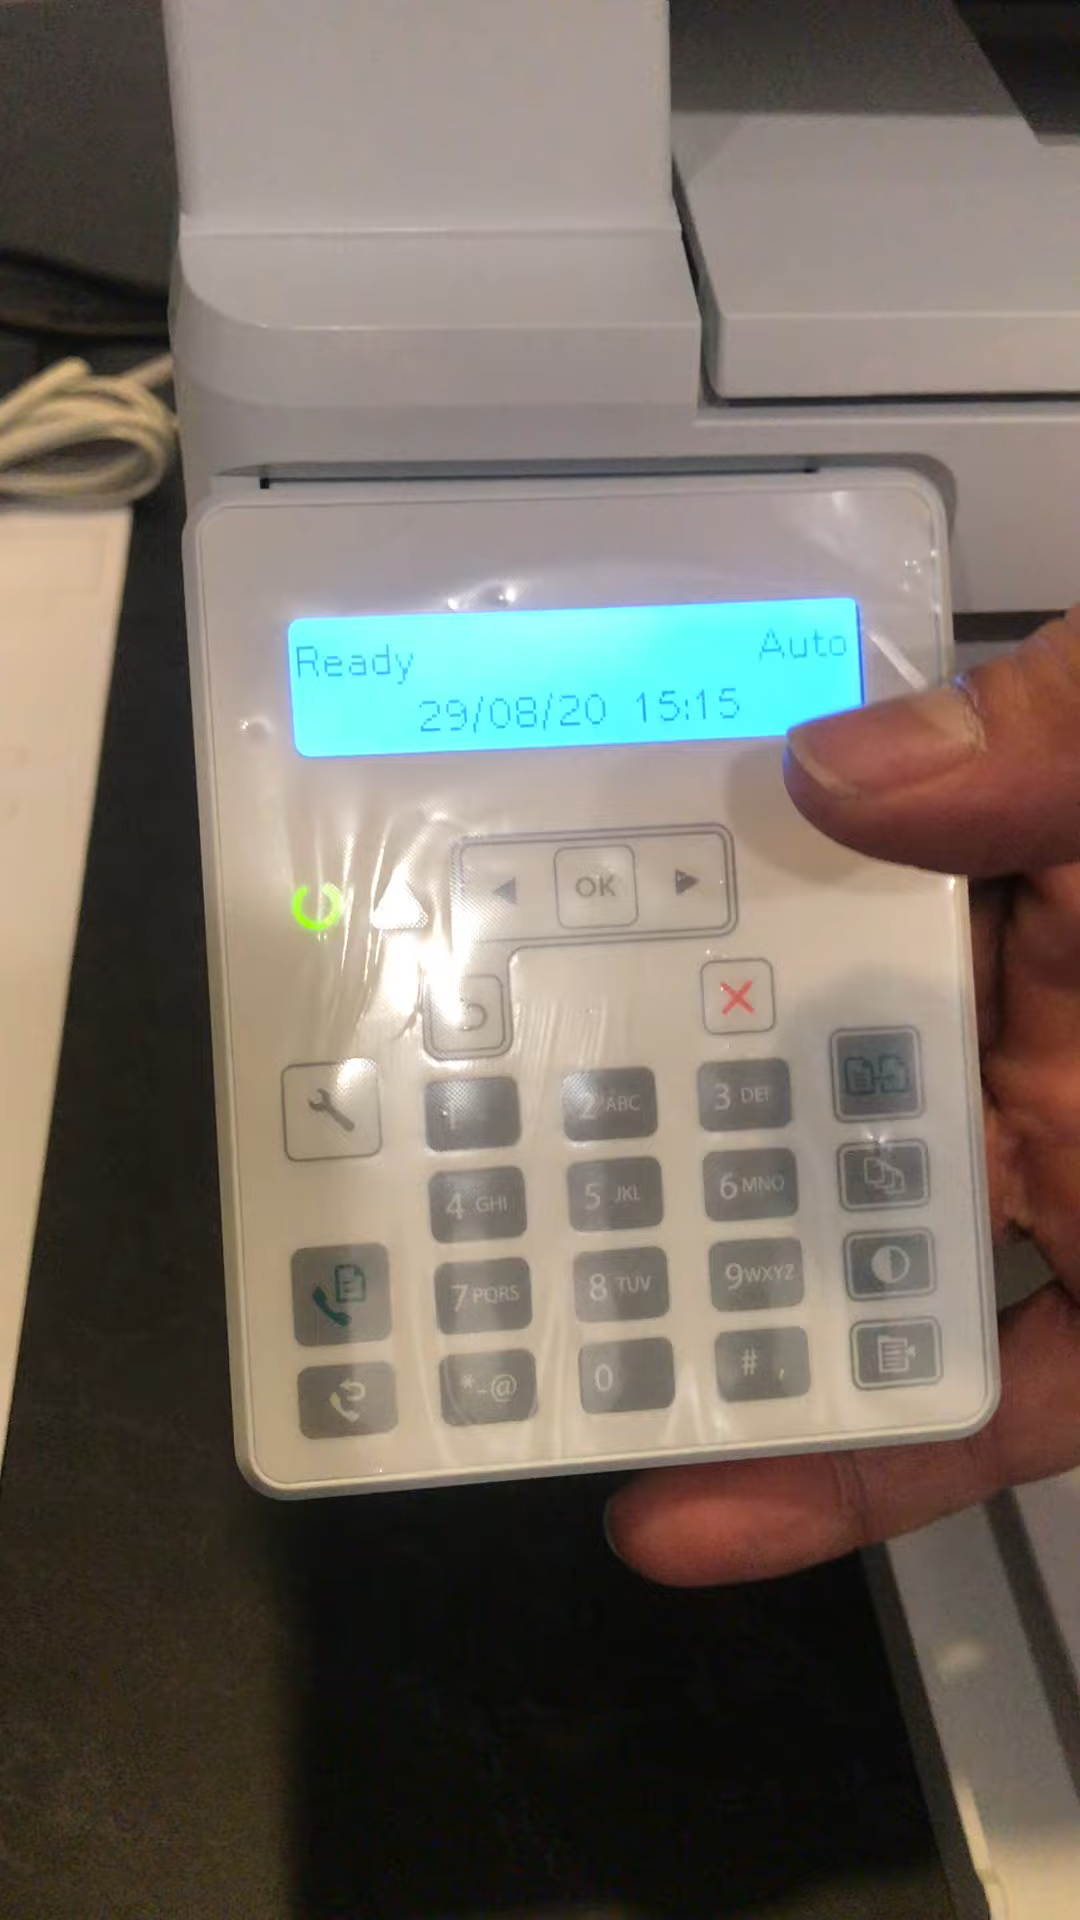 Ready Auto
29/08/20 15:15
OK
1 2 ABC 3 DEF
4 GHI 5 JKL 6 MNO
7 PQRS 8 TUV 9 WXYZ
*-@ 0 # ,